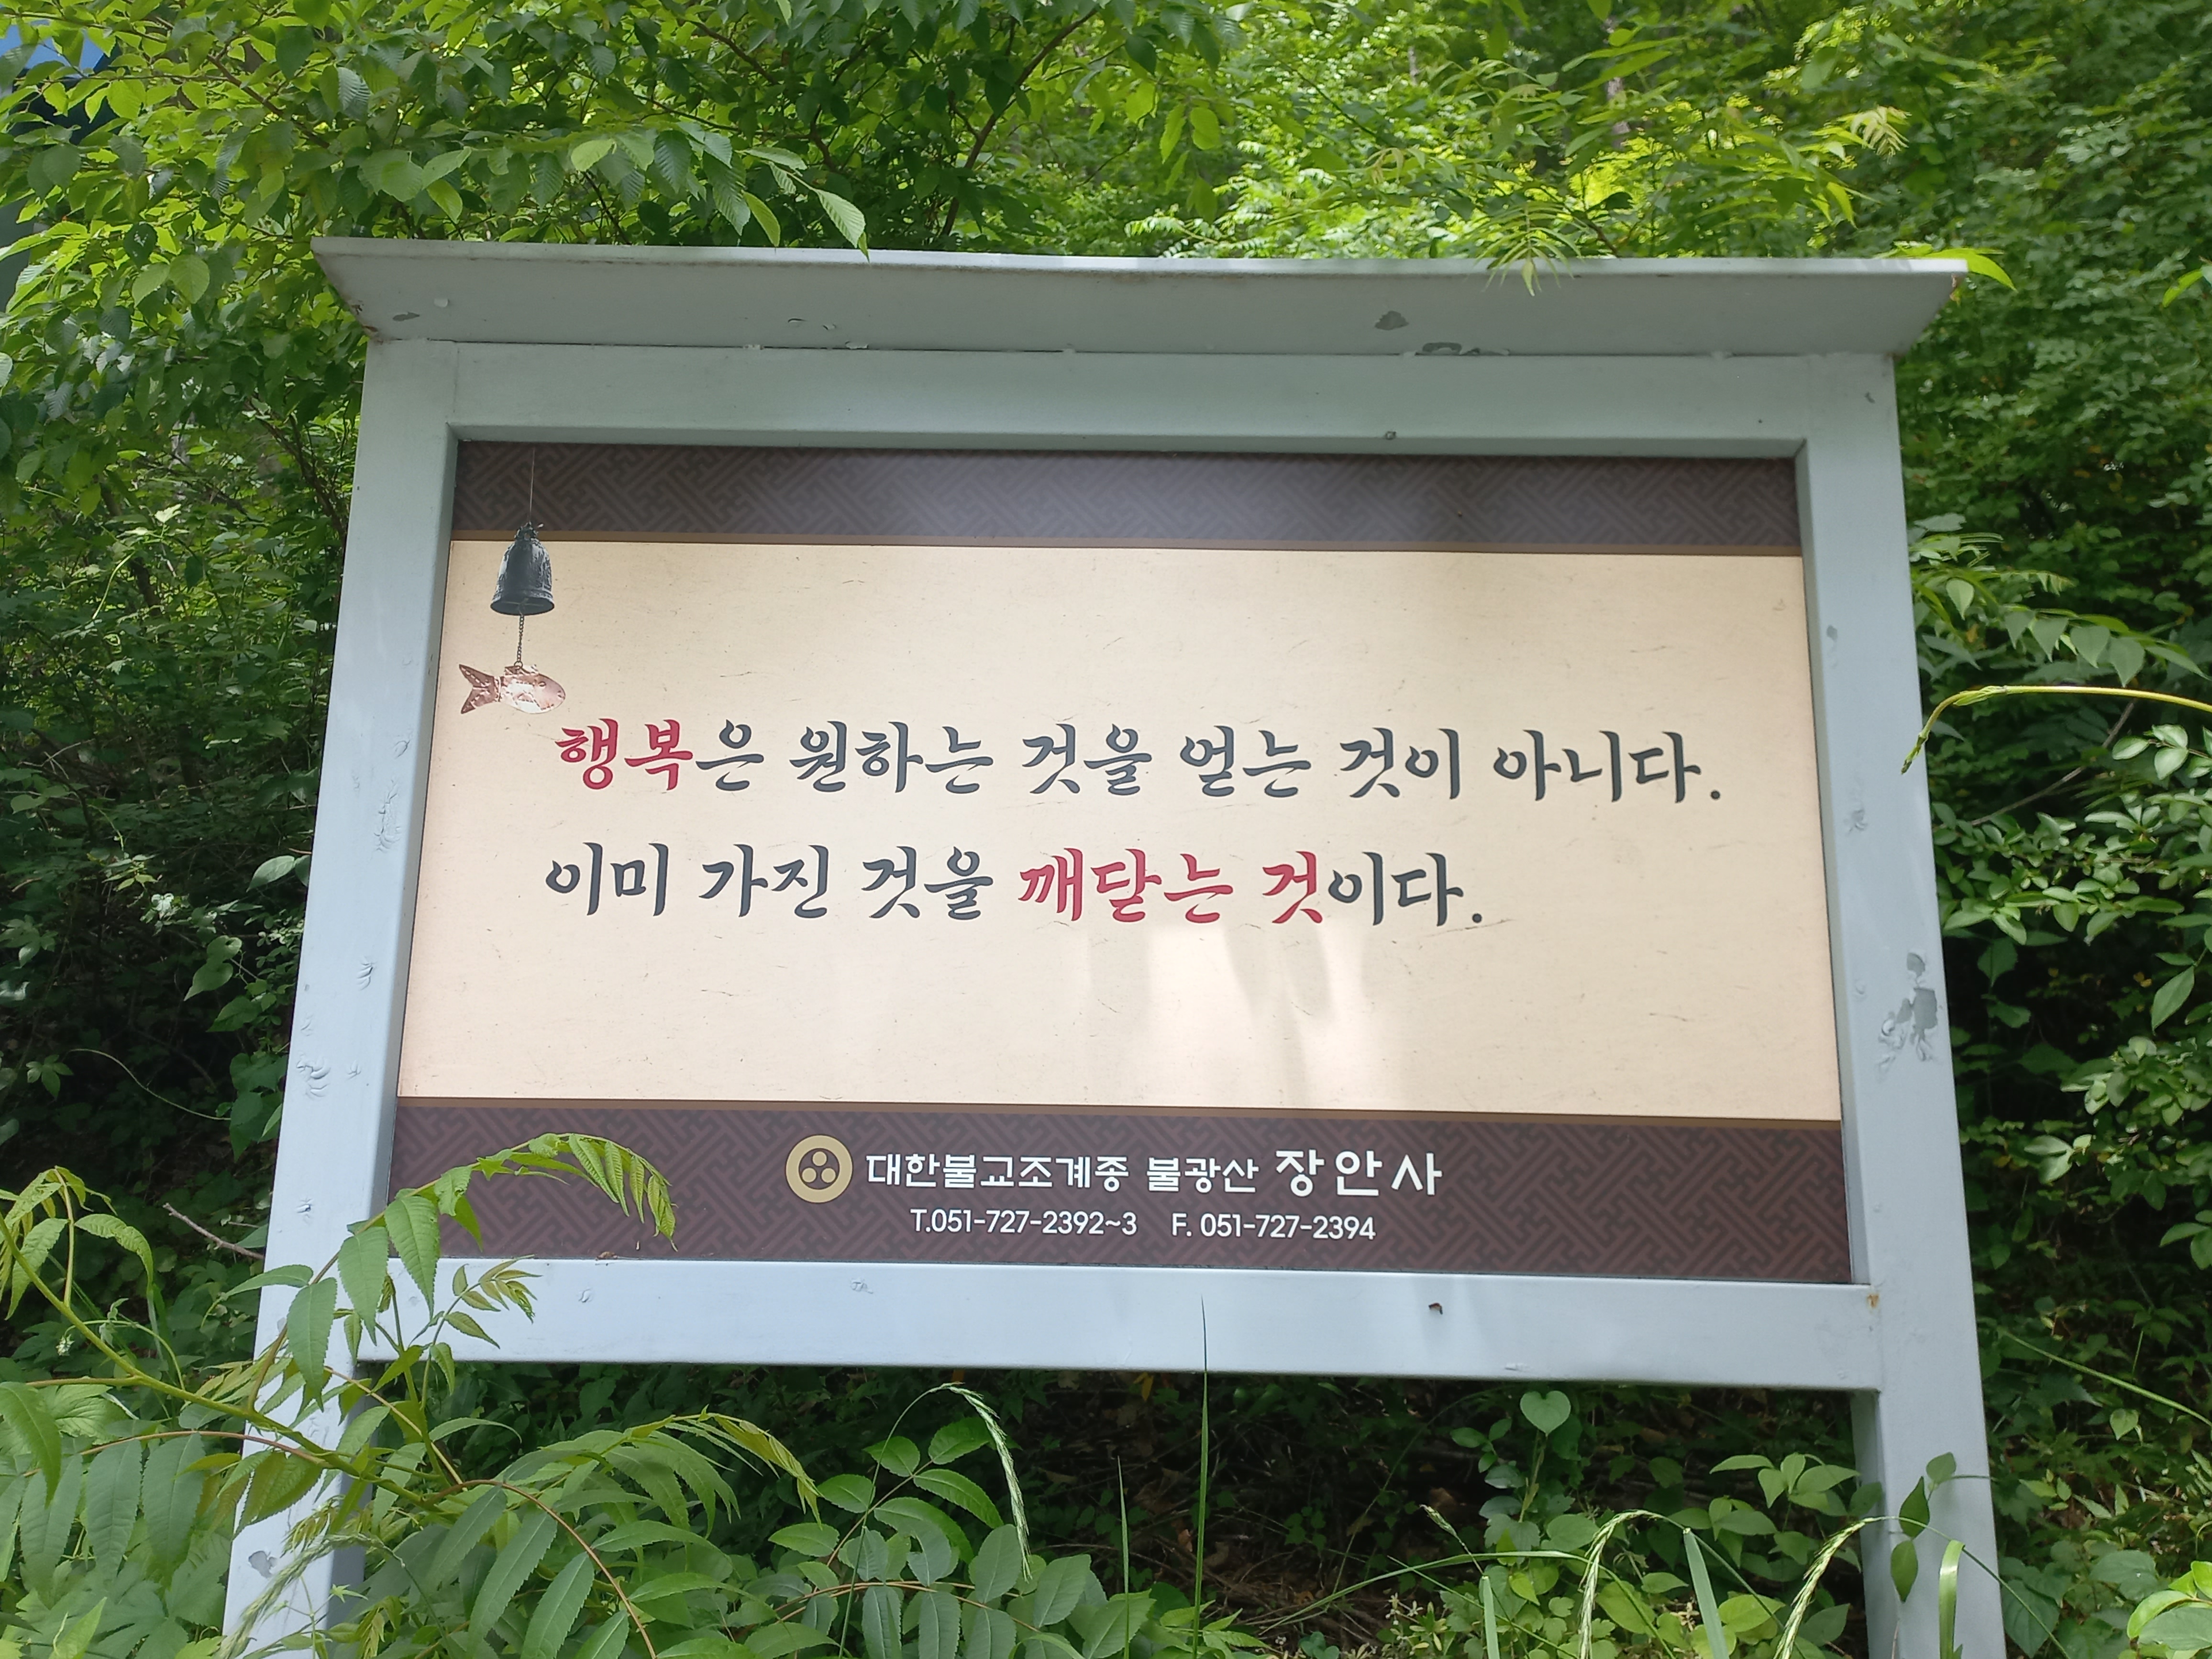 행복은 원하는 것을 얻는 것이 아니다.
이미 가진 것을 깨닫는 것이다.
대한불교조계종 불광산 장안사
T.051-727-2392~3 F. 051-727-2394